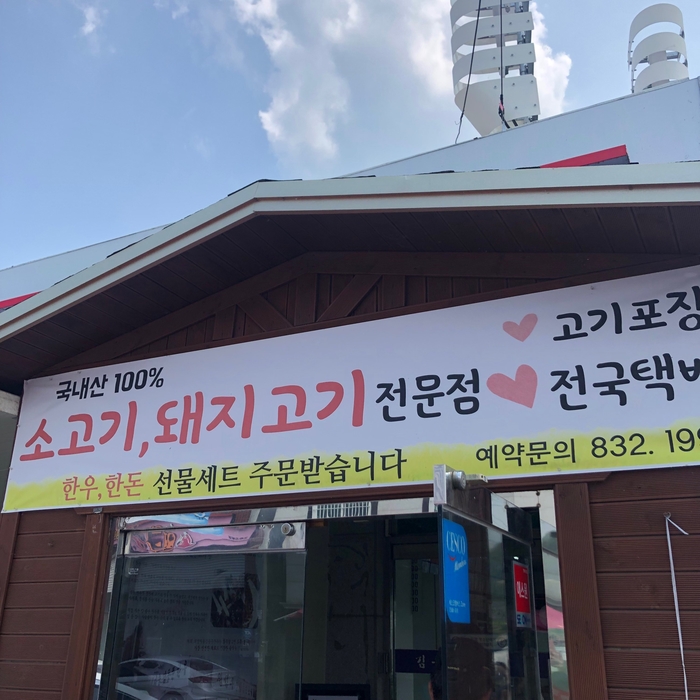 국내산 100%
소고기, 돼지고기 전문점
한우, 한돈 선물세트 주문받습니다
고기포장
전국택배
예약문의 832. 199
CESCO